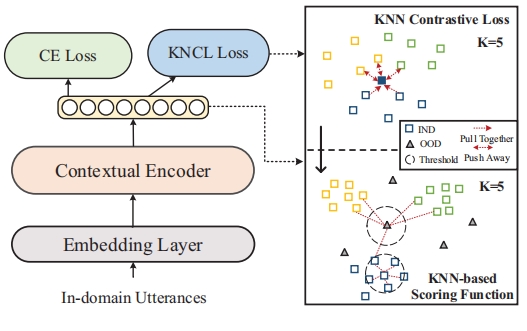 CE Loss
KNCL Loss
Contextual Encoder
Embedding Layer
In-domain Utterances
KNN Contrastive Loss
K=5
IND
OOD
Threshold
Pull Together
Push Away
K=5
KNN-based
Scoring Function